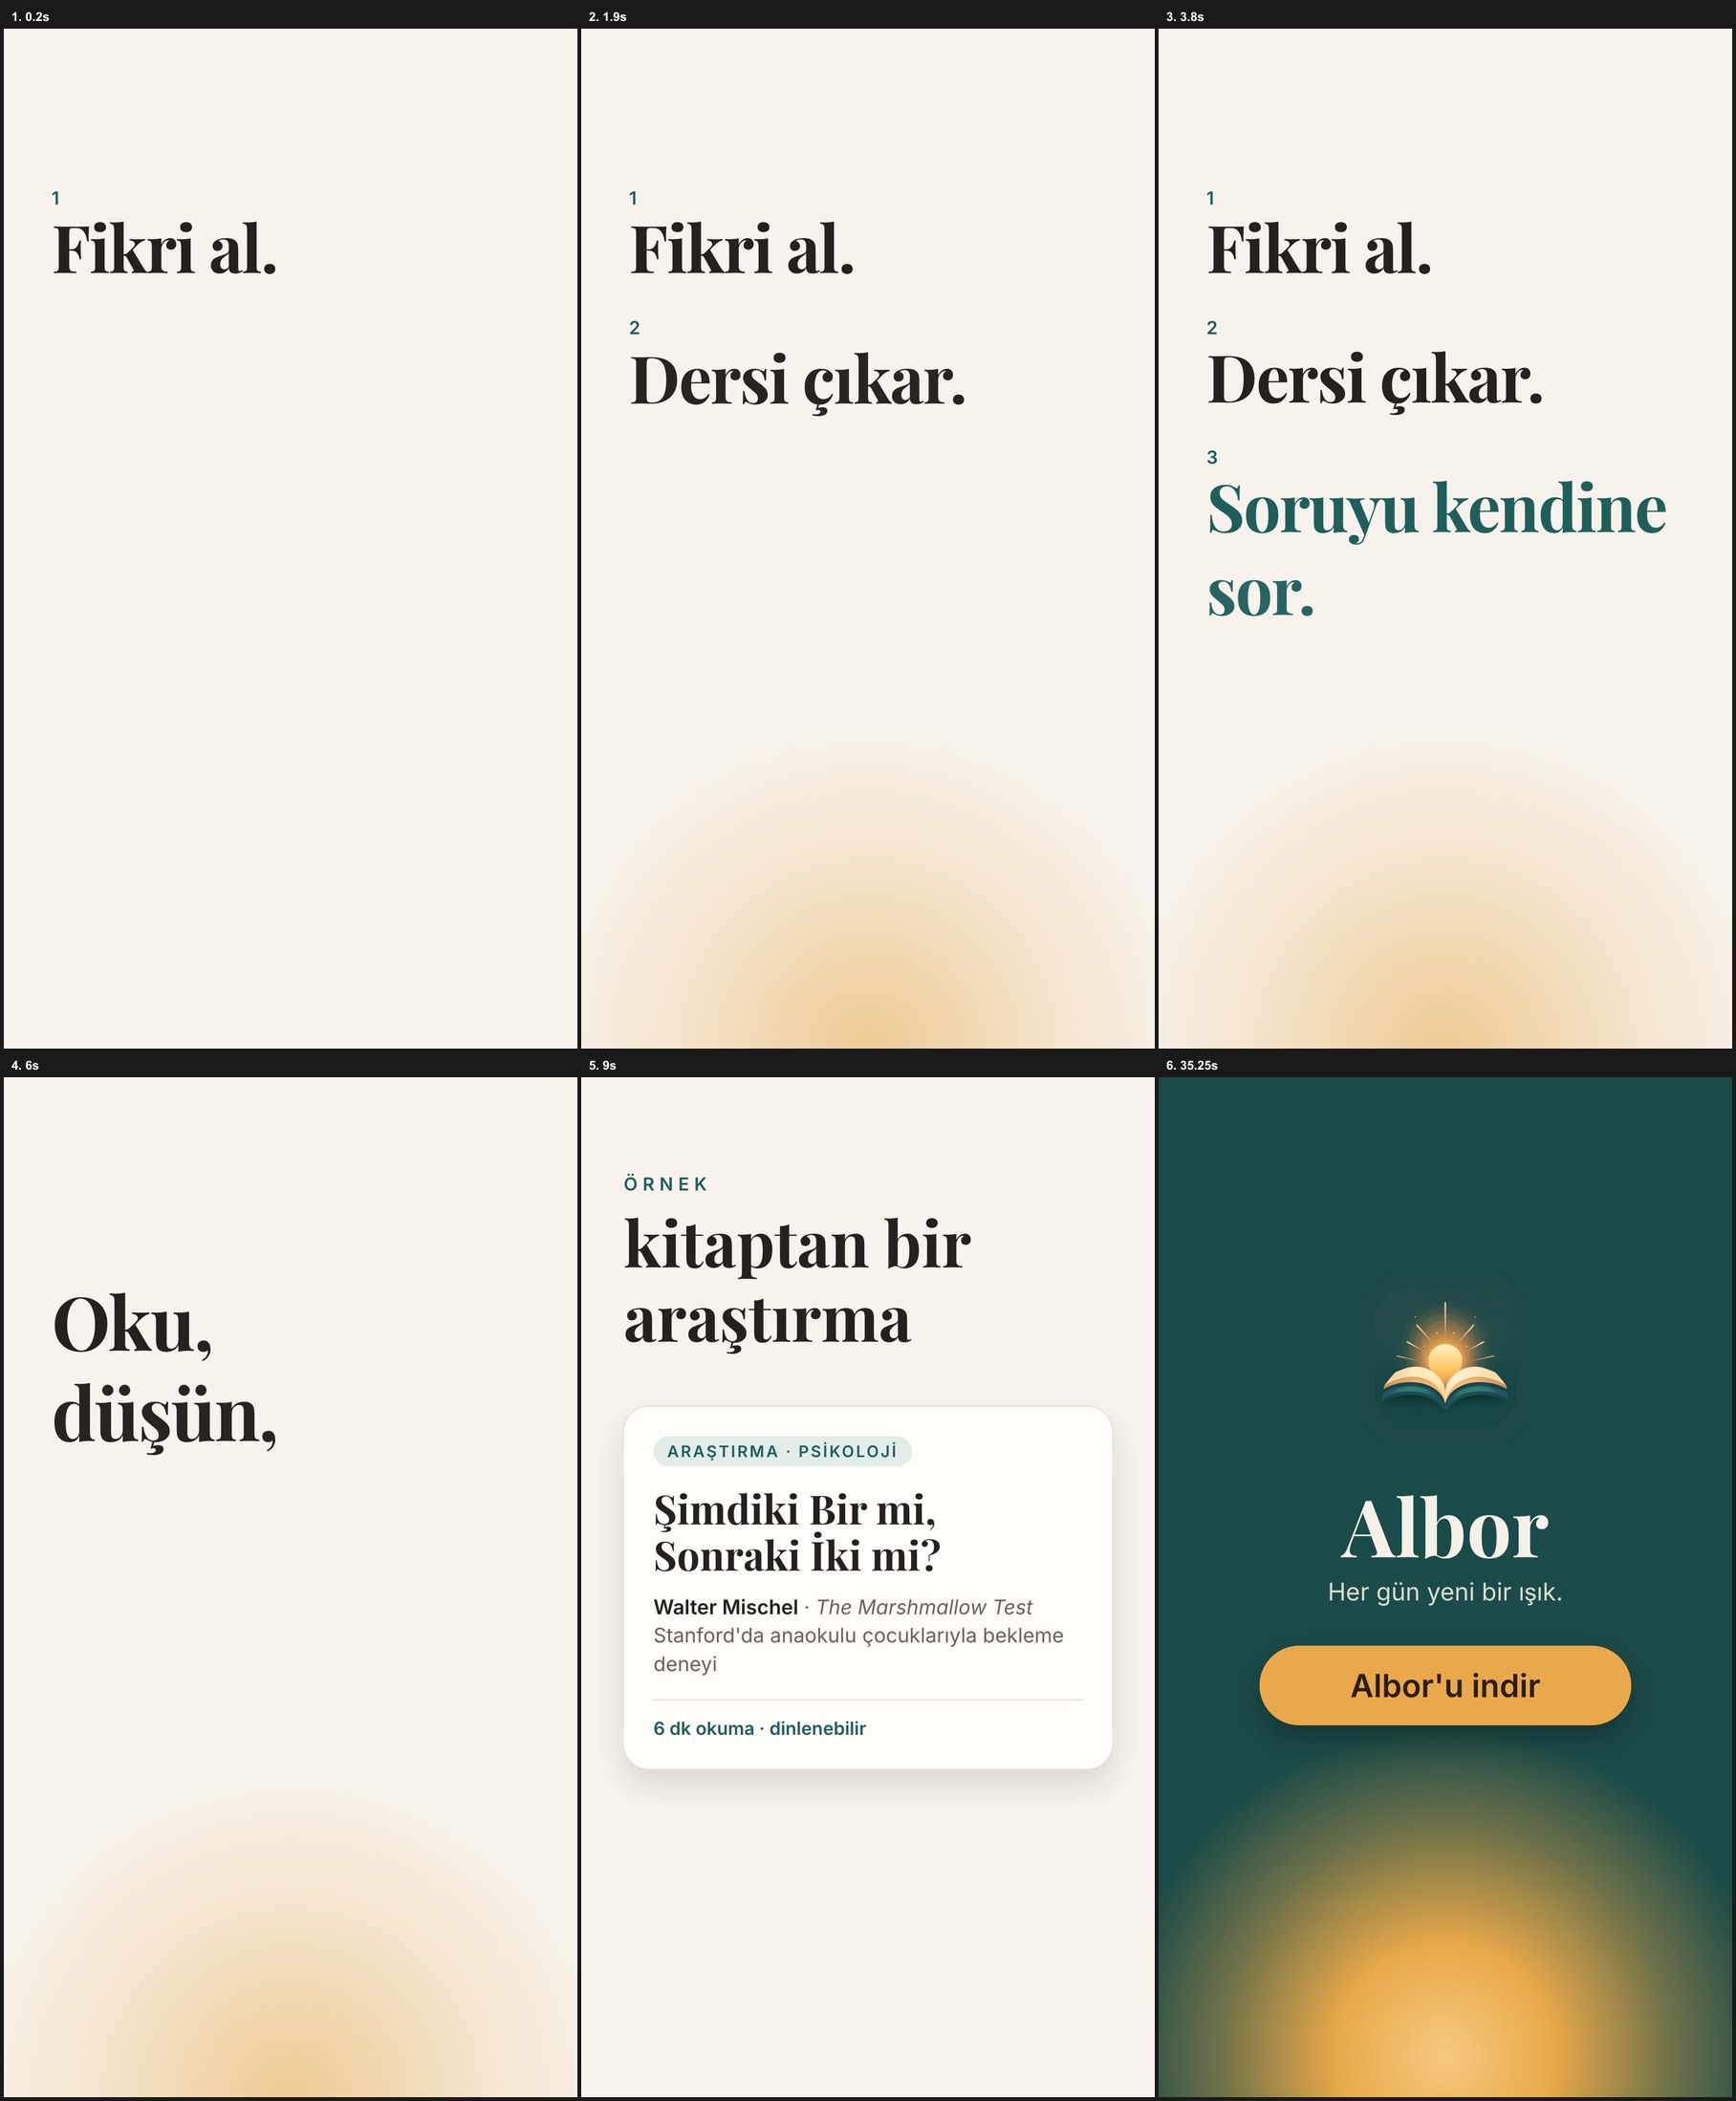 1. 0.2s
1
Fikri al.
2. 1.9s
1
Fikri al.
2
Dersi çıkar.
3. 3.8s
1
Fikri al.
2
Dersi çıkar.
3
Soruyu kendine
sor.
4. 6s
Oku,
düşün,
5. 9s
ÖRNEK
kitaptan bir
araştırma
ARAŞTIRMA · PSİKOLOJİ
Şimdiki Bir mi,
Sonraki İki mi?
Walter Mischel · The Marshmallow Test
Stanford'da anaokulu çocuklarıyla bekleme
deneyi
6 dk okuma · dinlenebilir
6. 35.25s
Albor
Her gün yeni bir ışık.
Albor'u indir